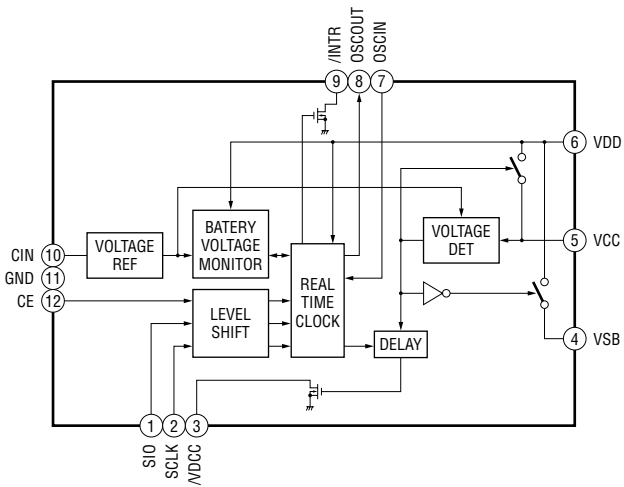 /INTR
OSCOUT
OSCIN
9
8
7
6 VDD
BATERY
VOLTAGE
MONITOR
VOLTAGE
REF
VOLTAGE
DET
5 VCC
CIN 10
GND 11
CE 12
REAL
TIME
CLOCK
LEVEL
SHIFT
DELAY
4 VSB
1
2
3
SIO
SCLK
/VDCC